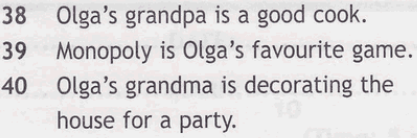 38 Olga's grandpa is a good cook.
39 Monopoly is Olga's favourite game.
40 Olga's grandma is decorating the
house for a party.